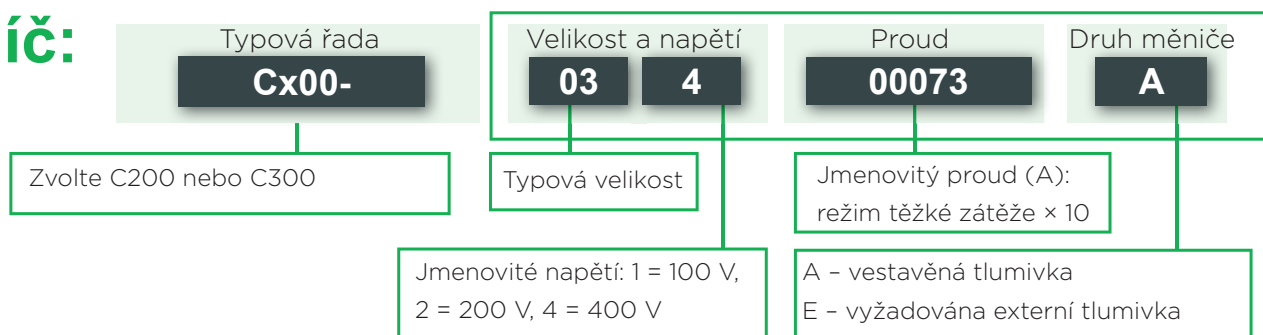 íč:
Typová řada
Velikost a napětí
Proud
Druh měniče
Cx00-
03
4
00073
A
Zvolte C200 nebo C300
Typová velikost
Jmenovitý proud (A):
režim těžké zátěže × 10
Jmenovité napětí: 1 = 100 V,
2 = 200 V, 4 = 400 V
A – vestavěná tlumivka
E – vyžadována externí tlumivka